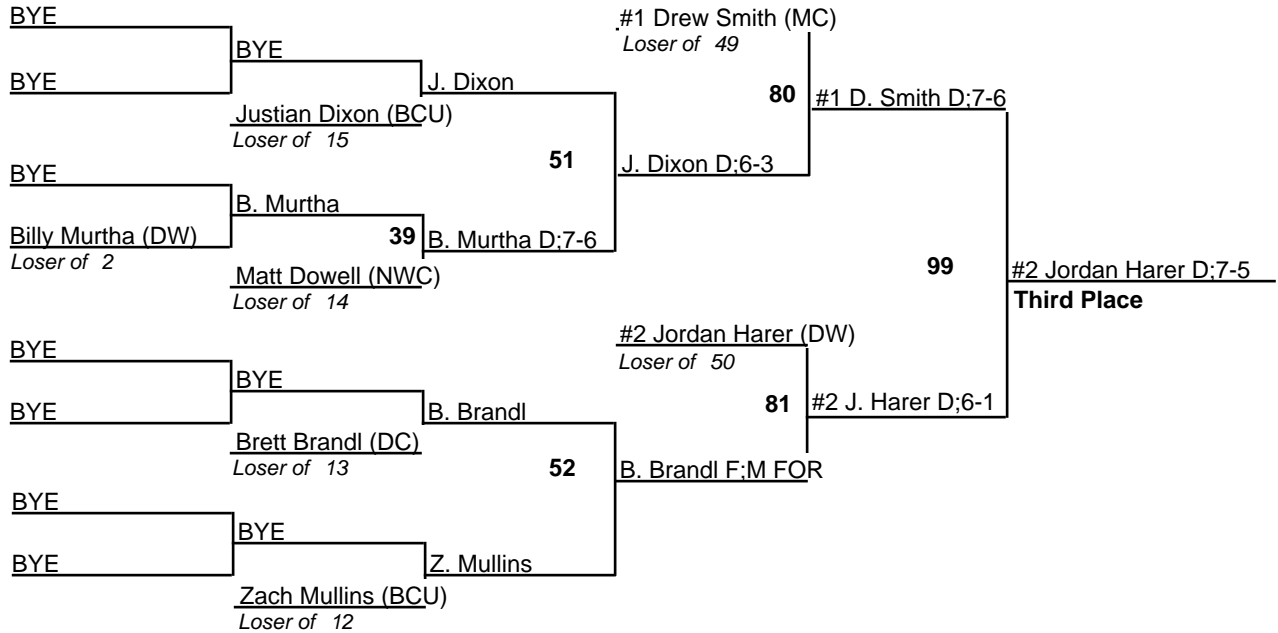 BYE
#1 Drew Smith (MC)
Loser of 49
BYE
BYE
J. Dixon
80
#1 D. Smith D;7-6
Justian Dixon (BCU)
Loser of 15
51
J. Dixon D;6-3
BYE
B. Murtha
Billy Murtha (DW)
Loser of 2
39
B. Murtha D;7-6
Matt Dowell (NWC)
Loser of 14
99
#2 Jordan Harer D;7-5
Third Place
#2 Jordan Harer (DW)
Loser of 50
BYE
BYE
BYE
B. Brandl
81
#2 J. Harer D;6-1
Brett Brandl (DC)
Loser of 13
52
B. Brandl F;M FOR
BYE
BYE
BYE
Z. Mullins
Zach Mullins (BCU)
Loser of 12